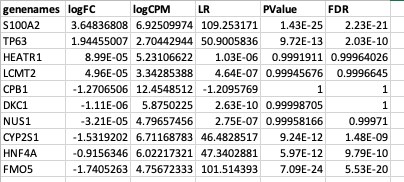 genenames logFC logCPM LR PValue FDR
S100A2 3.64836808 6.92509974 109.253171 1.43E-25 2.23E-21
TP63 1.94455007 2.70442944 50.9005836 9.72E-13 2.03E-10
HEATR1 8.99E-05 5.23106622 1.03E-06 0.9991911 0.99964026
LCMT2 4.96E-05 3.34285388 4.64E-07 0.99945676 0.9996645
CPB1 -1.2706506 12.4548512 -1.2095769 1 1
DKC1 -1.11E-06 5.8750225 2.63E-10 0.99998705 1
NUS1 -3.21E-05 4.79657456 2.75E-07 0.99958166 0.99971
CYP2S1 -1.5319202 6.71168783 46.4828517 9.24E-12 1.48E-09
HNF4A -0.9156346 6.02217321 47.3402881 5.97E-12 9.79E-10
FMO5 -1.7405263 4.75672333 101.514393 7.09E-24 5.53E-20